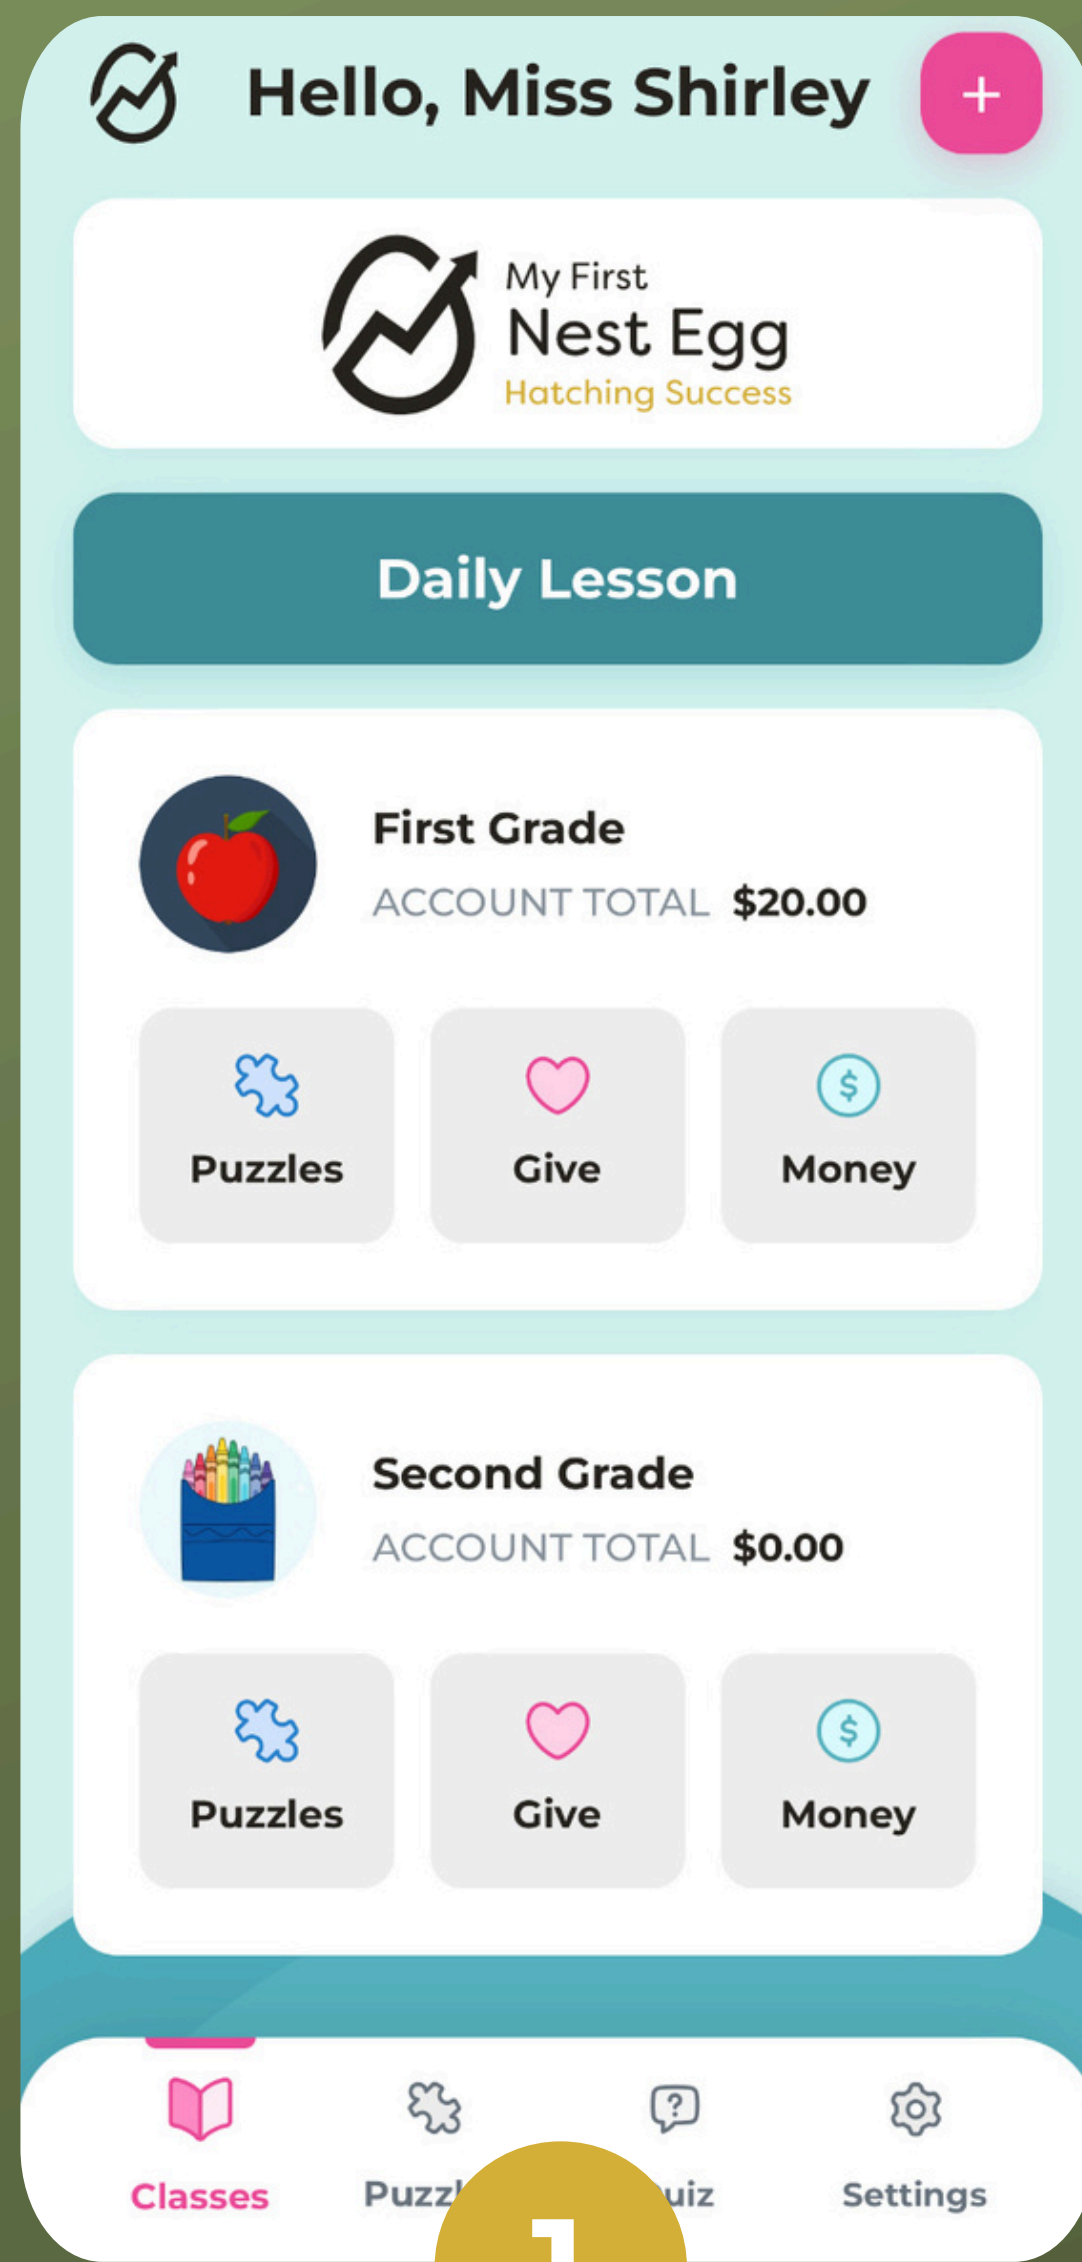 Hello, Miss Shirley
+
My First
Nest Egg
Hatching Success
Daily Lesson
First Grade
ACCOUNT TOTAL $20.00
Puzzles Give Money
Second Grade
ACCOUNT TOTAL $0.00
Puzzles Give Money
Classes Settings
1